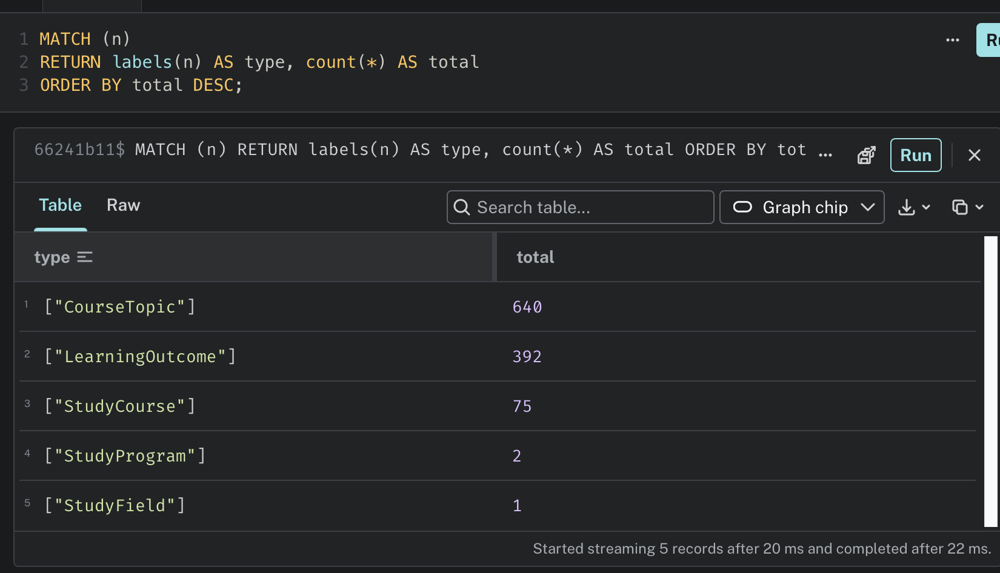 1 MATCH (n)
2 RETURN labels(n) AS type, count(*) AS total
3 ORDER BY total DESC;
66241b11$ MATCH (n) RETURN labels(n) AS type, count(*) AS total ORDER BY tot ... Run
Table Raw Search table... Graph chip
type total
1 ["CourseTopic"] 640
2 ["LearningOutcome"] 392
3 ["StudyCourse"] 75
4 ["StudyProgram"] 2
5 ["StudyField"] 1
Started streaming 5 records after 20 ms and completed after 22 ms.